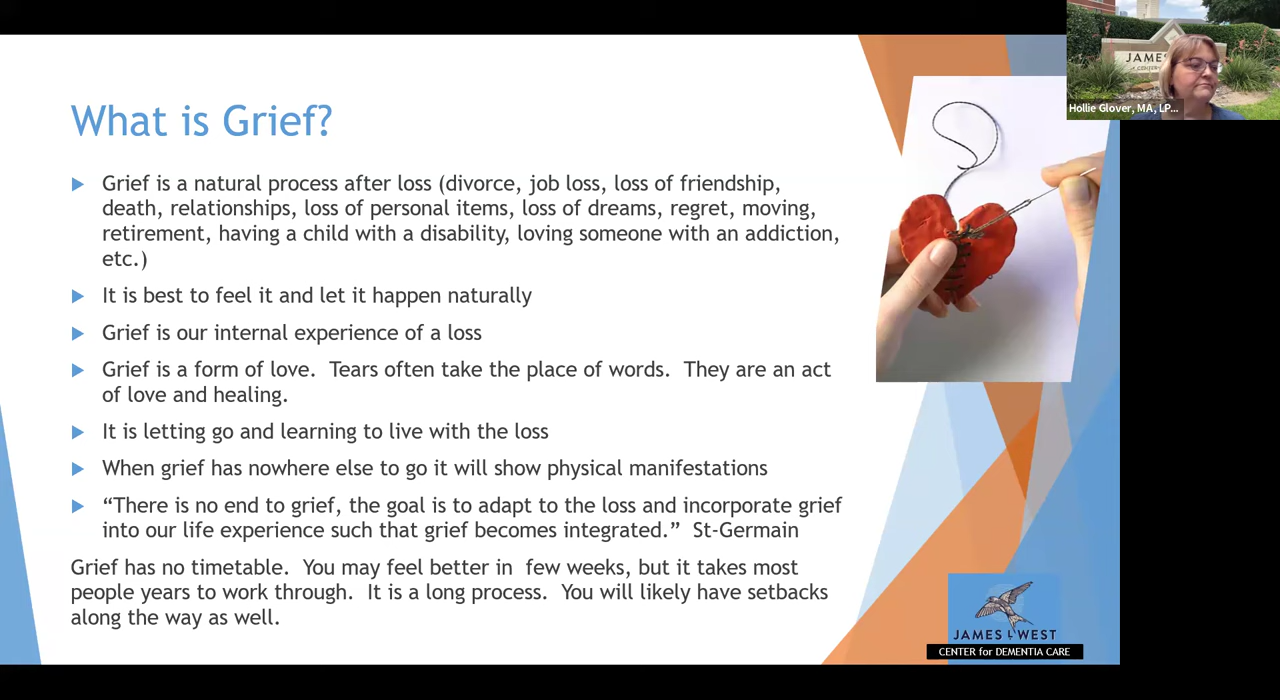 What is Grief?
Grief is a natural process after loss (divorce, job loss, loss of friendship,
death, relationships, loss of personal items, loss of dreams, regret, moving,
retirement, having a child with a disability, loving someone with an addiction,
etc.)
It is best to feel it and let it happen naturally
Grief is our internal experience of a loss
Grief is a form of love.  Tears often take the place of words.  They are an act
of love and healing.
It is letting go and learning to live with the loss
When grief has nowhere else to go it will show physical manifestations
“There is no end to grief, the goal is to adapt to the loss and incorporate grief
into our life experience such that grief becomes integrated.”  St-Germain
Grief has no timetable.  You may feel better in  few weeks, but it takes most
people years to work through.  It is a long process.  You will likely have setbacks
along the way as well.
JAMES
Hollie Glover, MA, LP...
JAMES L WEST
CENTER for DEMENTIA CARE